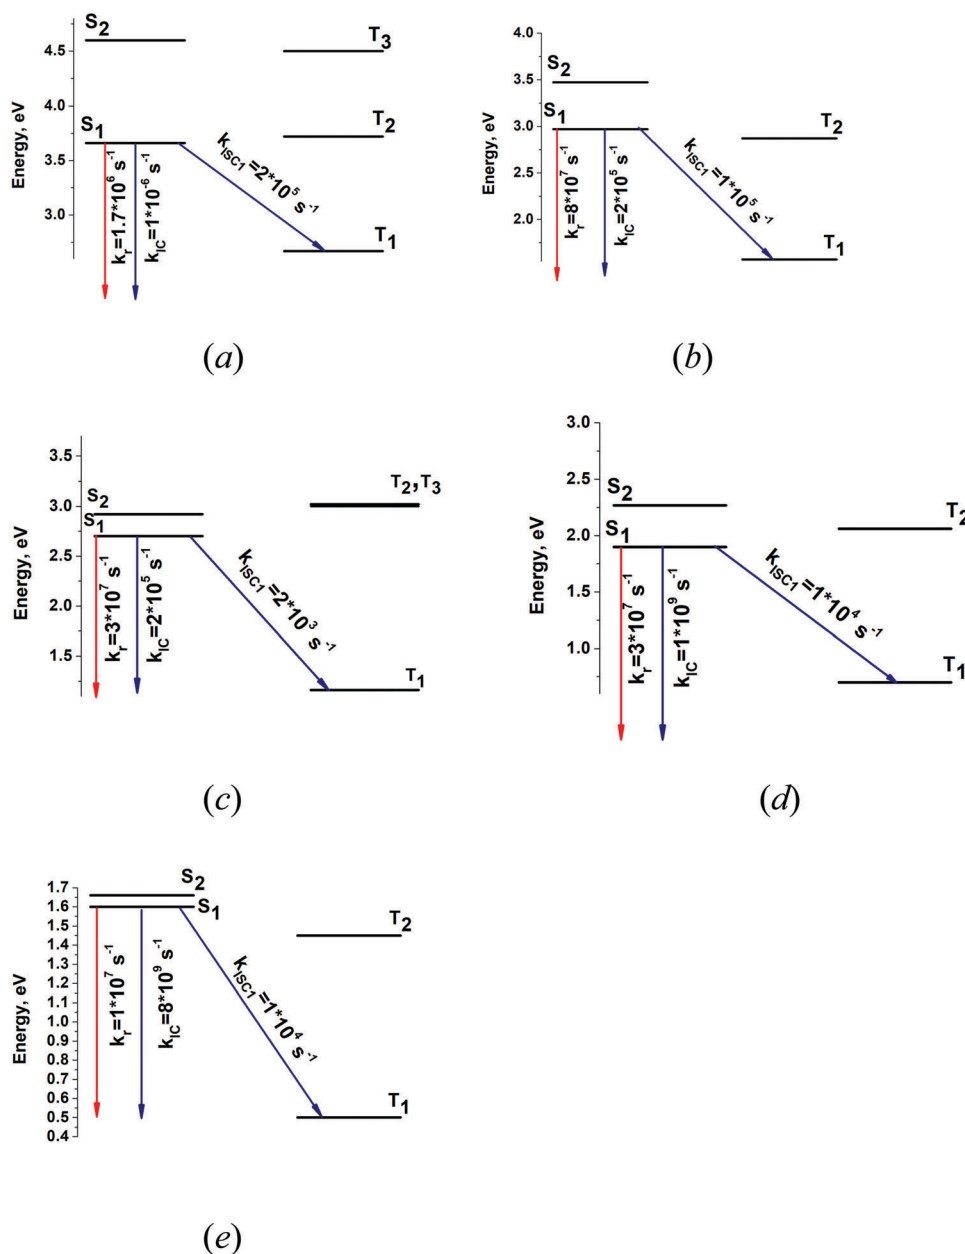 S2
T3
4.5
Energy, eV
4.0
S1
T2
3.5
kr=1.7*10^6 s^-1
kIC=1*10^-6 s^-1
kISC1=2*10^5 s^-1
3.0
T1
(a)
4.0
S2
3.5
Energy, eV
S1
3.0
T2
kr=8*10^7 s^-1
kIC=2*10^5 s^-1
kISC1=1*10^5 s^-1
2.5
2.0
T1
(b)
3.5
T2,T3
S2
3.0
S1
Energy, eV
2.5
kr=3*10^7 s^-1
kIC=2*10^5 s^-1
kISC1=2*10^3 s^-1
2.0
1.5
T1
(c)
3.0
2.5
S2
T2
Energy, eV
2.0
S1
kr=3*10^7 s^-1
kIC=1*10^9 s^-1
kISC1=1*10^4 s^-1
1.5
1.0
T1
(d)
1.7
S2
1.6
S1
1.5
T2
1.4
1.3
1.2
1.1
1.0
0.9
0.8
0.7
0.6
0.5
0.4
Energy, eV
kr=1*10^7 s^-1
kIC=8*10^9 s^-1
kISC1=1*10^4 s^-1
T1
(e)